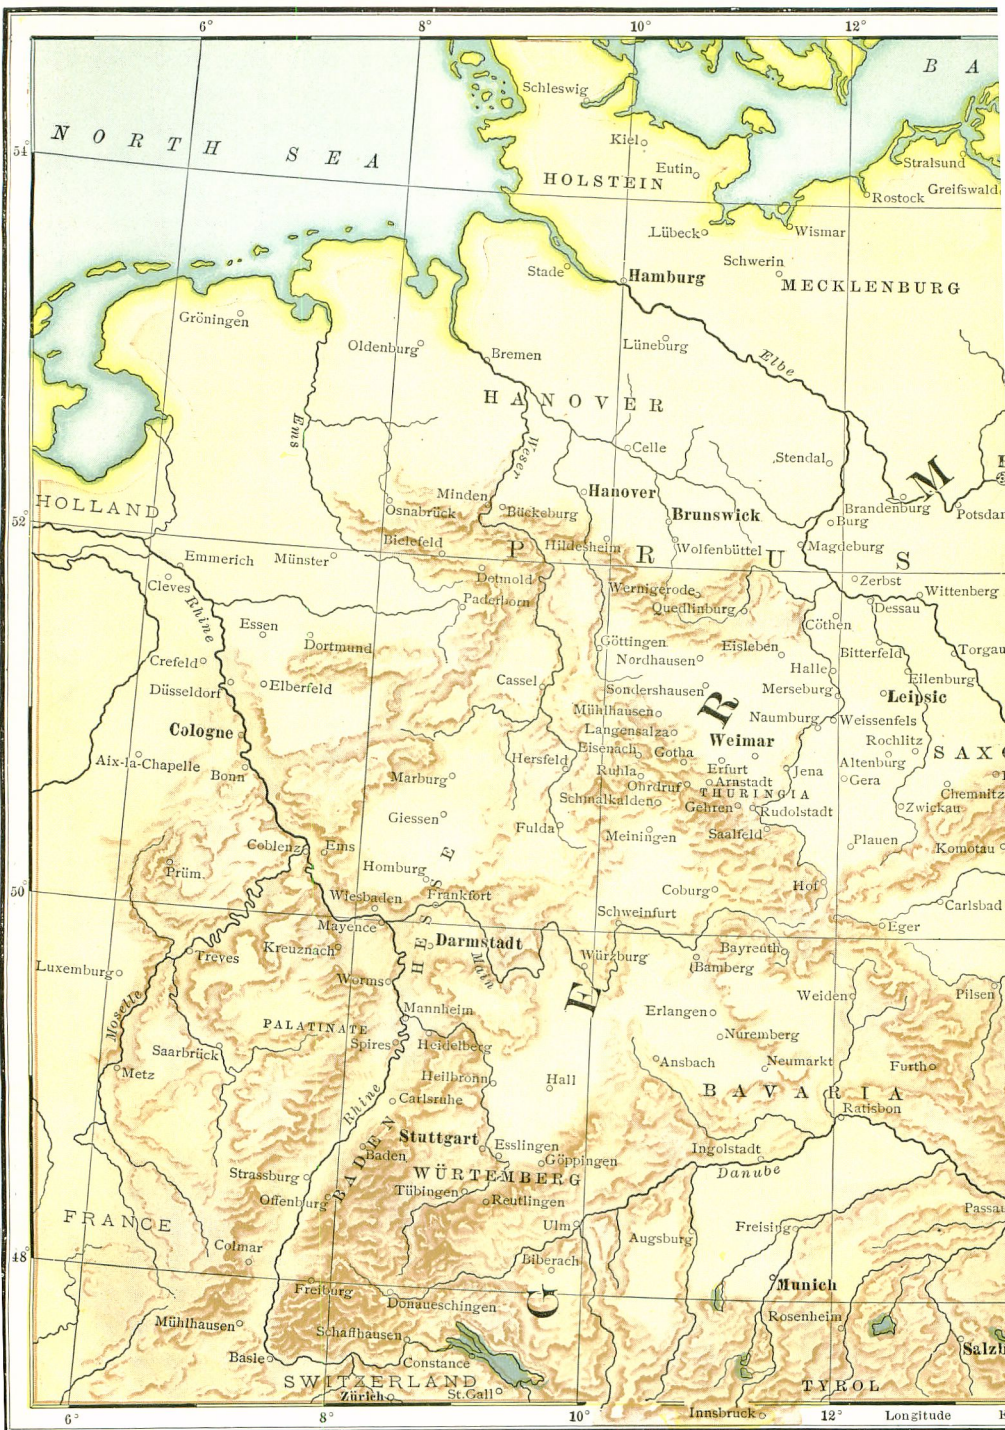 6°
8°
10°
12°
B A
NORTH SEA
54°
Schleswig
Kiel
Eutin
HOLSTEIN
Stralsund
Greifswald
Rostock
Lübeck
Wismar
Schwerin
MECKLENBURG
Stade
Hamburg
Gröningen
Oldenburg
Bremen
Lüneburg
Elbe
HANOVER
Ems
Weser
Celle
Stendal
M
HOLLAND
52°
Minden
Osnabrück
Bückeburg
Hanover
Brunswick
Brandenburg
Burg
Potsdam
Bielefeld
Hildesheim
Wolfenbüttel
Magdeburg
P R U S
Emmerich
Münster
Cleves
Rhine
Detmold
Paderborn
Wernigerode
Quedlinburg
Zerbst
Wittenberg
Dessau
Cöthen
Essen
Dortmund
Göttingen
Nordhausen
Eisleben
Bitterfeld
Torgau
Crefeld
Halle
Eilenburg
Düsseldorf
Elberfeld
Cassel
Sondershausen
Merseburg
Leipsic
Mühlhausen
R
Naumburg
Weissenfels
Cologne
Langensalza
Weimar
Rochlitz
Eisenach
Gotha
Altenburg
SAXO
Aix-la-Chapelle
Bonn
Marburg
Hersfeld
Ruhla
Erfurt
Jena
Gera
Ohrdruf
Arnstadt
THURINGIA
Chemnitz
Schmalkalden
Gehren
Rudolstadt
Zwickau
Giessen
Fulda
Meiningen
Saalfeld
Plauen
Komotau
Coblenz
Ems
Prüm.
Homburg
HESSE
50°
Wiesbaden
Frankfort
Coburg
Hof
Carlsbad
Mayence
Schweinfurt
Eger
Kreuznach
Darmstadt
Main
Treves
Würzburg
Bayreuth
Bamberg
Luxemburg
Worms
E
Weiden
Pilsen
Moselle
Mannheim
Erlangen
PALATINATE
Spires
Heidelberg
Nuremberg
Saarbrück
Metz
Heilbronn
Hall
Ansbach
Neumarkt
Furth
BAVARIA
Rhine
Carlsruhe
Ratisbon
BADEN
Stuttgart
Esslingen
Baden
Göppingen
Ingolstadt
Danube
Strassburg
WÜRTEMBERG
Offenburg
Tübingen
Reutlingen
Passau
FRANCE
Ulm
Augsburg
Freising
48°
Colmar
Biberach
Freiburg
Munich
Donaueschingen
G
Mühlhausen
Rosenheim
Schaffhausen
Basle
Constance
SWITZERLAND
TYROL
Zürich
St.Gall
Innsbruck
6°
8°
10°
12°
Longitude